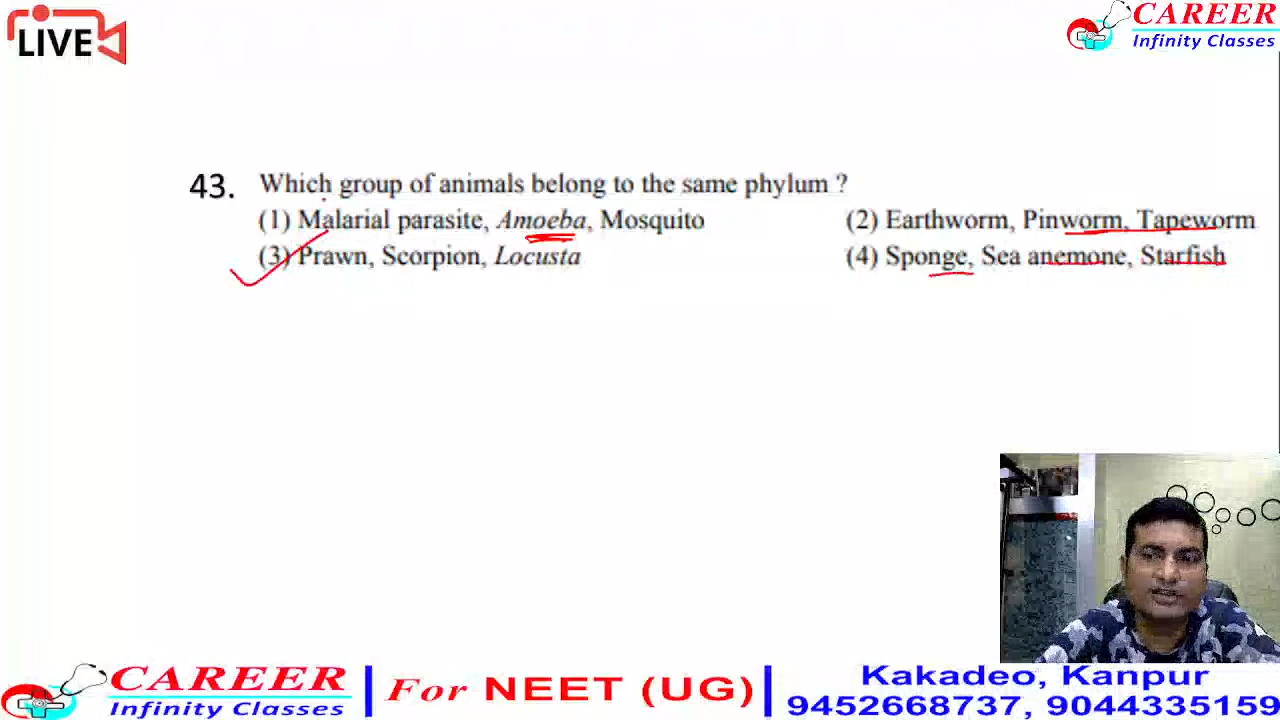 LIVE
CAREER
Infinity Classes
43. Which group of animals belong to the same phylum ?
(1) Malarial parasite, Amoeba, Mosquito
(2) Earthworm, Pinworm, Tapeworm
(3) Prawn, Scorpion, Locusta
(4) Sponge, Sea anemone, Starfish
CAREER
Infinity Classes
For NEET (UG)
Kakadeo, Kanpur
9452668737, 9044335159